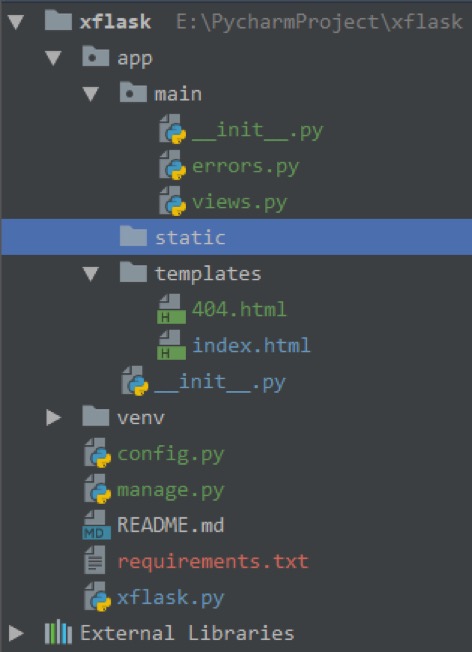 xflask E:\PycharmProject\xflask
app
main
__init__.py
errors.py
views.py
static
templates
404.html
H
index.html
H
__init__.py
venv
config.py
manage.py
README.md
MD
requirements.txt
xflask.py
External Libraries